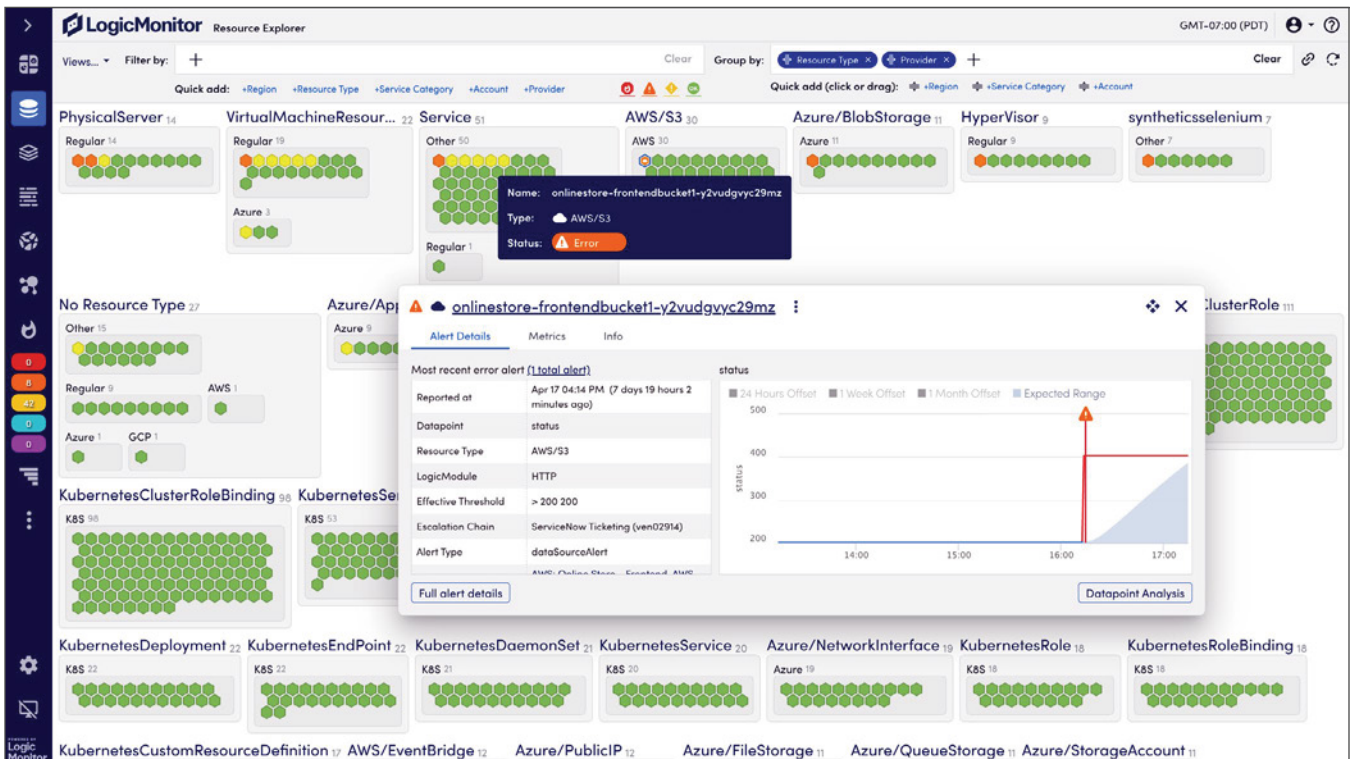 LogicMonitor Resource Explorer
GMT-07:00 (PDT)
Views...
Filter by:
Clear
Group by:
Resource Type ×
Provider ×
Clear
Quick add: +Region +Resource Type +Service Category +Account +Provider
Quick add (click or drag): +Region +Service Category +Account
PhysicalServer 14
VirtualMachineResour... 22
Service 51
AWS/S3 30
Azure/BlobStorage 11
HyperVisor 9
syntheticsselenium 7
Regular 14
Regular 19
Other 50
AWS 30
Azure 11
Regular 9
Other 7
Azure 3
Regular 1
Name: onlinestore-frontendbucket1-y2vudgvyc29mz
Type: AWS/S3
Status: Error
No Resource Type 27
Azure/App
ClusterRole 111
Other 15
Azure 9
Regular 9
AWS 1
Azure 1
GCP 1
0
8
42
0
0
onlinestore-frontendbucket1-y2vudgvyc29mz
Alert Details
Metrics
Info
Most recent error alert (1 total alert)
Reported at
Apr 17 04:14 PM (7 days 19 hours 2
minutes ago)
Datapoint
status
Resource Type
AWS/S3
LogicModule
HTTP
Effective Threshold
> 200 200
Escalation Chain
ServiceNow Ticketing (ven02914)
Alert Type
dataSourceAlert
AWS: Online Store - Frontend, AWS
Full alert details
status
24 Hours Offset
1 Week Offset
1 Month Offset
Expected Range
500
400
300
200
status
14:00
15:00
16:00
17:00
Datapoint Analysis
KubernetesClusterRoleBinding 98
KubernetesSe
K8S 98
K8S 53
KubernetesDeployment 22
KubernetesEndPoint 22
KubernetesDaemonSet 21
KubernetesService 20
Azure/NetworkInterface 19
KubernetesRole 18
KubernetesRoleBinding 18
K8S 22
K8S 22
K8S 21
K8S 20
Azure 19
K8S 18
K8S 18
POWERED BY
Logic
Monitor
KubernetesCustomResourceDefinition 17
AWS/EventBridge 12
Azure/PublicIP 12
Azure/FileStorage 11
Azure/QueueStorage 11
Azure/StorageAccount 11